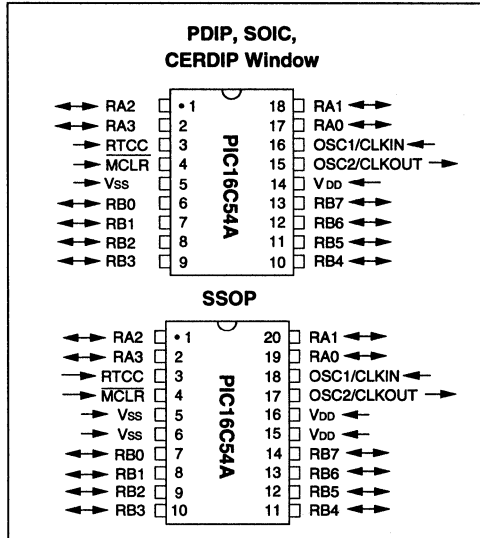 PDIP, SOIC,
CERDIP Window
RA2 1 18 RA1
RA3 2 17 RA0
RTCC 3 16 OSC1/CLKIN
MCLR 4 15 OSC2/CLKOUT
VSS 5 14 VDD
RB0 6 13 RB7
RB1 7 12 RB6
RB2 8 11 RB5
RB3 9 10 RB4
PIC16C54A
SSOP
RA2 1 20 RA1
RA3 2 19 RA0
RTCC 3 18 OSC1/CLKIN
MCLR 4 17 OSC2/CLKOUT
VSS 5 16 VDD
VSS 6 15 VDD
RB0 7 14 RB7
RB1 8 13 RB6
RB2 9 12 RB5
RB3 10 11 RB4
PIC16C54A